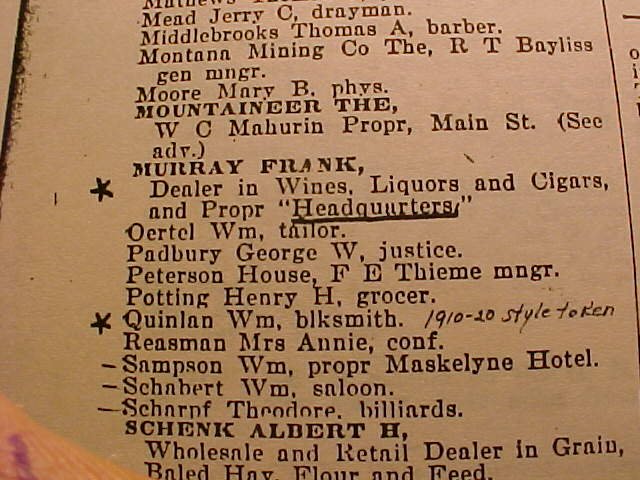 Mead Jerry C, drayman.
Middlebrooks Thomas A, barber.
Montana Mining Co The, R T Bayliss
gen mngr.
Moore Mary B. phys.
MOUNTAINEER THE,
W C Mahurin Propr, Main St. (See
adv.)
MURRAY FRANK,
* Dealer in Wines, Liquors and Cigars,
and Propr "Headquurters,"
Oertel Wm, tailor.
Padbury George W, justice.
Peterson House, F E Thieme mngr.
Potting Henry H, grocer.
* Quinlan Wm, blksmith. 1910-20 style token
Reasman Mrs Annie, conf.
- Sampson Wm, propr Maskelyne Hotel.
- Schabert Wm, saloon.
- Scharpf Theodore. billiards.
SCHENK ALBERT H,
Wholesale and Retail Dealer in Grain,
Baled Hay, Flour and Feed.